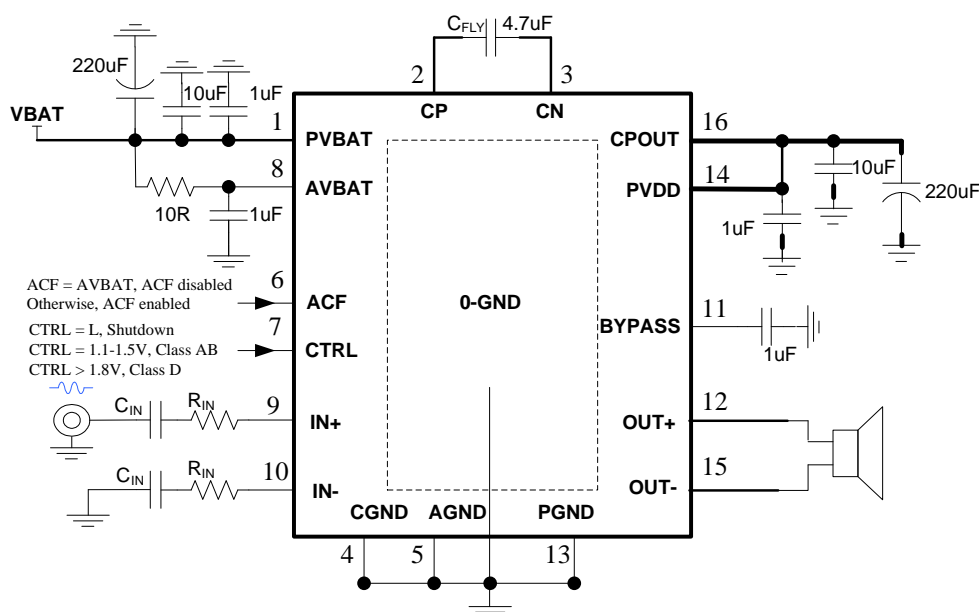 CFLY 4.7uF
220uF
2 3
10uF 1uF
CP CN
VBAT
1
PVBAT
CPOUT
16
8
AVBAT
PVDD
14
10uF
10R
1uF
1uF
220uF
ACF = AVBAT, ACF disabled
Otherwise, ACF enabled
6
ACF
0-GND
CTRL = L, Shutdown
CTRL = 1.1-1.5V, Class AB
CTRL > 1.8V, Class D
7
CTRL
BYPASS
11
1uF
CIN
RIN
9
IN+
OUT+
12
CIN
RIN
10
IN-
OUT-
15
CGND AGND PGND
4 5 13